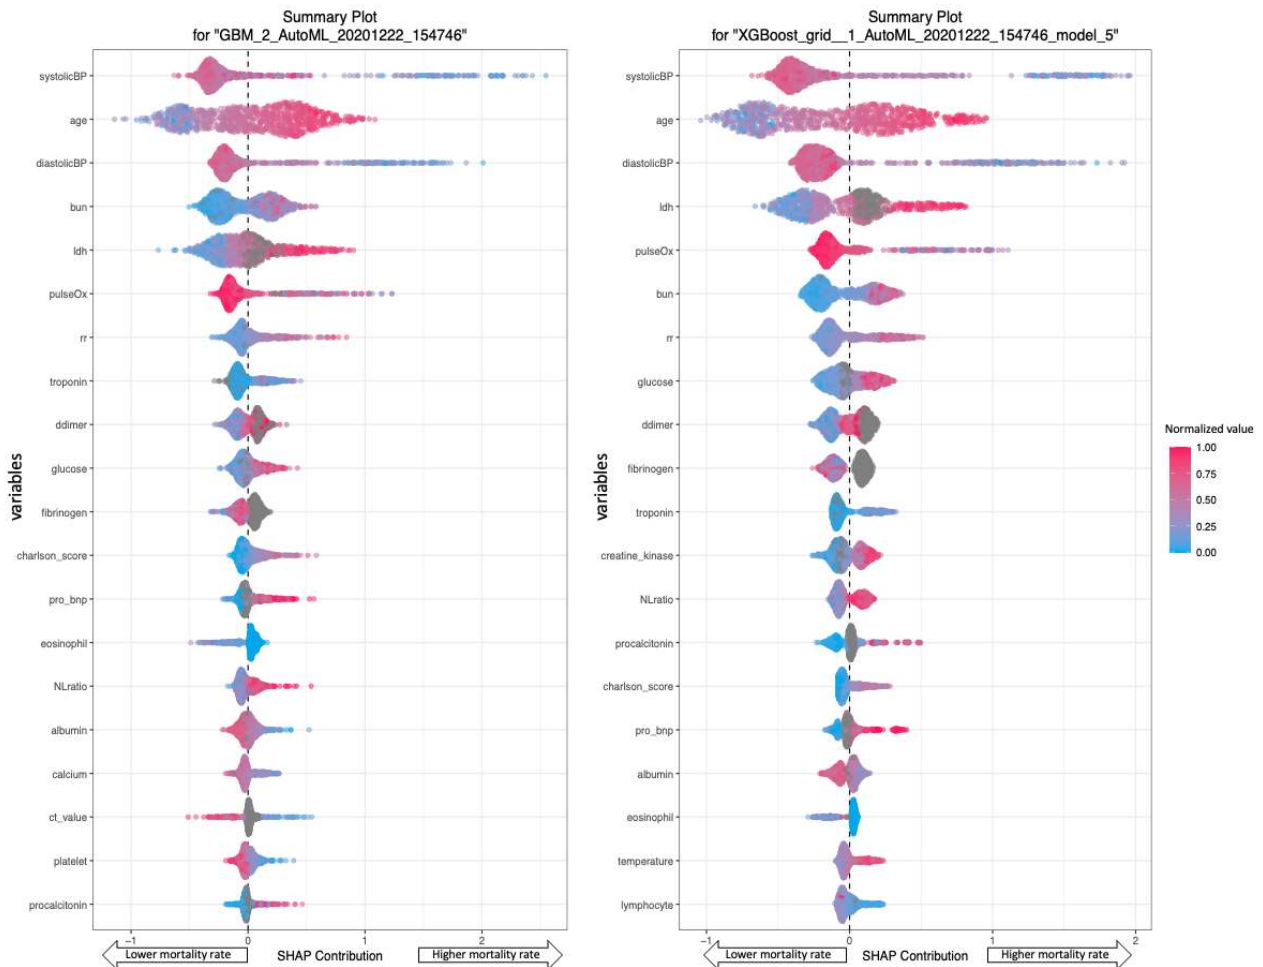 Summary Plot
for "GBM_2_AutoML_20201222_154746"
variables
systolicBP
age
diastolicBP
bun
ldh
pulseOx
rr
troponin
ddimer
glucose
fibrinogen
charlson_score
pro_bnp
eosinophil
NLratio
albumin
calcium
ct_value
platelet
procalcitonin
−1 0 1 2
Lower mortality rate SHAP Contribution Higher mortality rate
Summary Plot
for "XGBoost_grid__1_AutoML_20201222_154746_model_5"
variables
systolicBP
age
diastolicBP
ldh
pulseOx
bun
rr
glucose
ddimer
fibrinogen
troponin
creatine_kinase
NLratio
procalcitonin
charlson_score
pro_bnp
albumin
eosinophil
temperature
lymphocyte
−1 0 1 2
Lower mortality rate SHAP Contribution Higher mortality rate
Normalized value
1.00
0.75
0.50
0.25
0.00